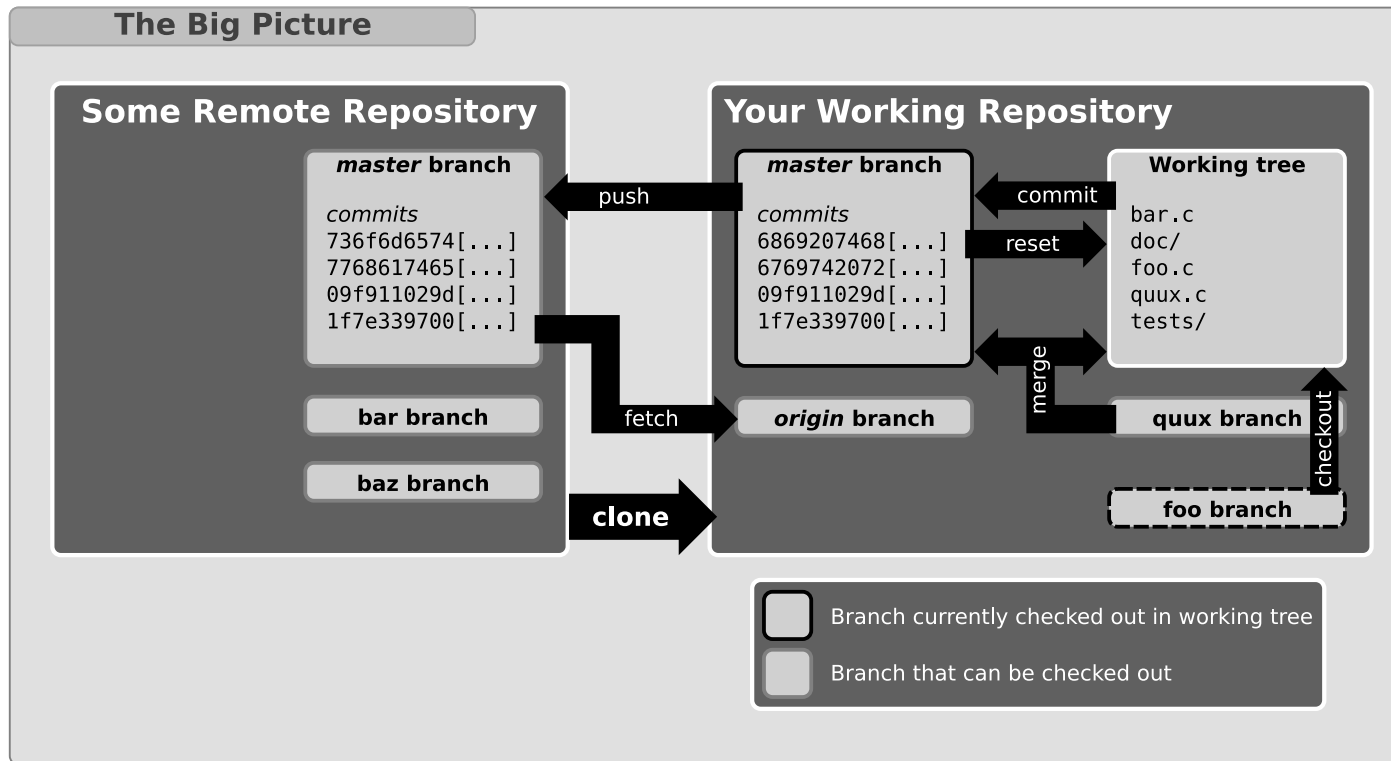 The Big Picture
Some Remote Repository
master branch
commits
736f6d6574[...]
7768617465[...]
09f911029d[...]
1f7e339700[...]
bar branch
baz branch
push
fetch
clone
Your Working Repository
master branch
commits
6869207468[...]
6769742072[...]
09f911029d[...]
1f7e339700[...]
origin branch
commit
reset
merge
Working tree
bar.c
doc/
foo.c
quux.c
tests/
quux branch
checkout
foo branch
Branch currently checked out in working tree
Branch that can be checked out